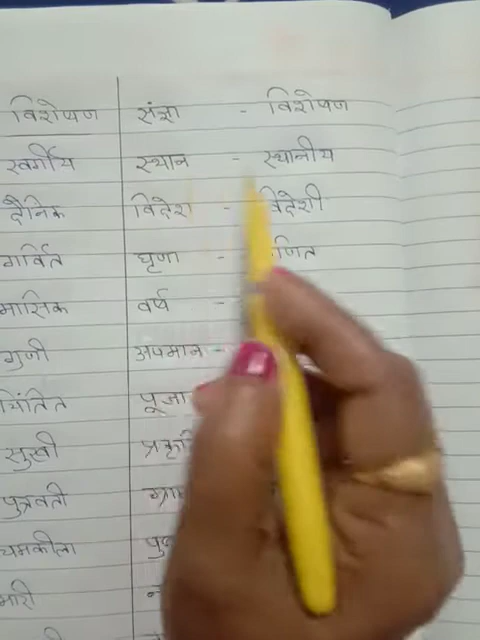 विशेषण संज्ञा - विशेषण
स्वर्गीय स्थान - स्थानीय
दैनिक विदेश - विदेशी
गर्वित घृणा -
मासिक वर्ष -
गुणी अपमान -
चिंतित पूजा
सुखी
पुत्रवती
चमकीला